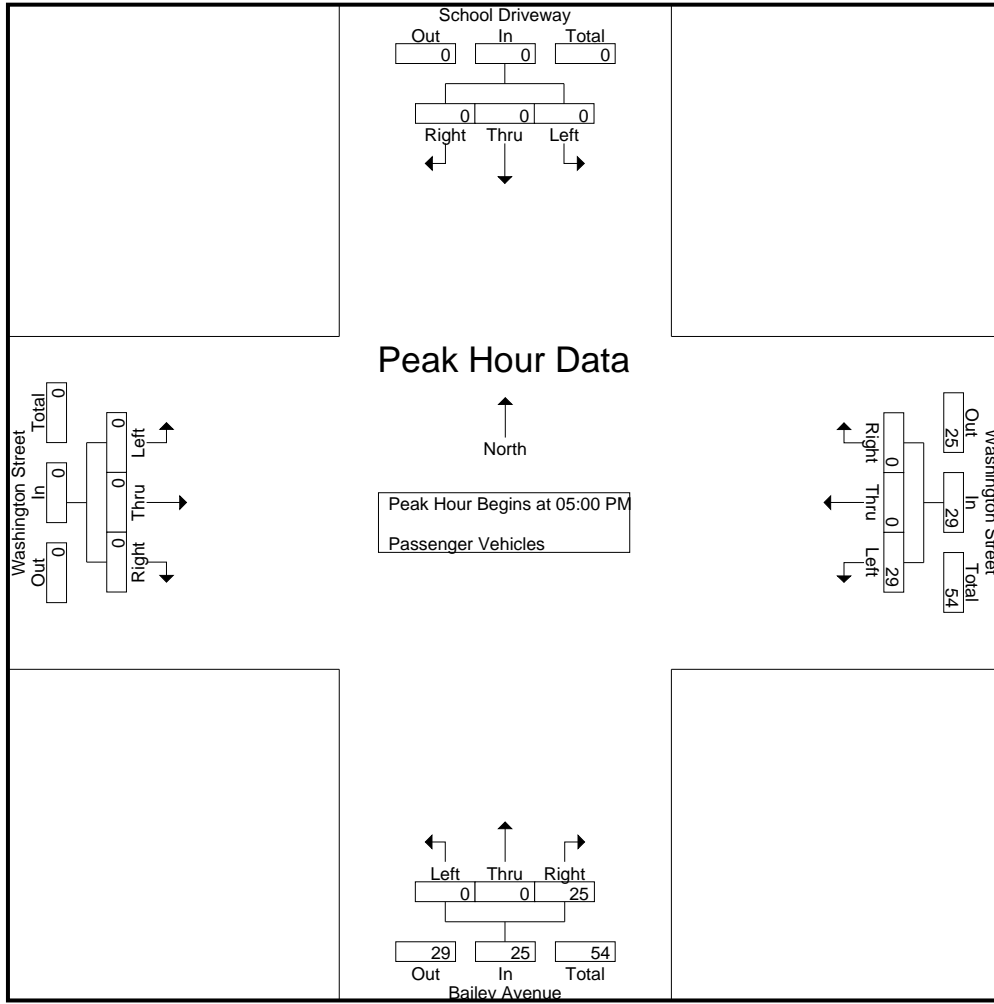 School Driveway
Out In Total
0 0 0
0 0 0
Right Thru Left
Peak Hour Data
North
Peak Hour Begins at 05:00 PM
Passenger Vehicles
Washington Street
Total In Out
0 0 0
0 0 0
Left Thru Right
Washington Street
Out In Total
25 29 54
0 0 29
Right Thru Left
Left Thru Right
0 0 25
29 25 54
Out In Total
Bailey Avenue